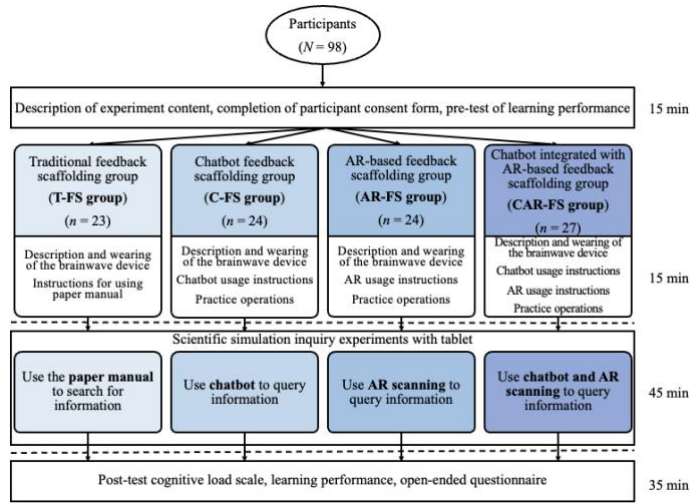 Participants
(N = 98)
Description of experiment content, completion of participant consent form, pre-test of learning performance
15 min
Traditional feedback
scaffolding group
(T-FS group)
(n = 23)
Chatbot feedback
scaffolding group
(C-FS group)
(n = 24)
AR-based feedback
scaffolding group
(AR-FS group)
(n = 24)
Chatbot integrated with
AR-based feedback
scaffolding group
(CAR-FS group)
(n = 27)
Description and wearing
of the brainwave device
Instructions for using
paper manual
Description and wearing
of the brainwave device
Chatbot usage instructions
Practice operations
Description and wearing
of the brainwave device
AR usage instructions
Practice operations
Description and wearing of
the brainwave device
Chatbot usage instructions
AR usage instructions
Practice operations
15 min
Scientific simulation inquiry experiments with tablet
Use the paper manual
to search for
information
Use chatbot to query
information
Use AR scanning to
query information
Use chatbot and AR
scanning to query
information
45 min
Post-test cognitive load scale, learning performance, open-ended questionnaire
35 min